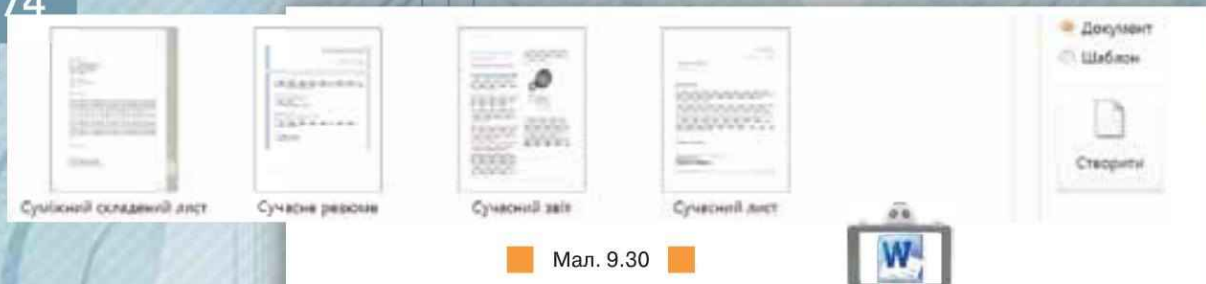 74
Документ
Шаблон
Створити
Суміжний складений лист
Сучасне резюме
Сучасний звіт
Сучасний лист
Мал. 9.30
W